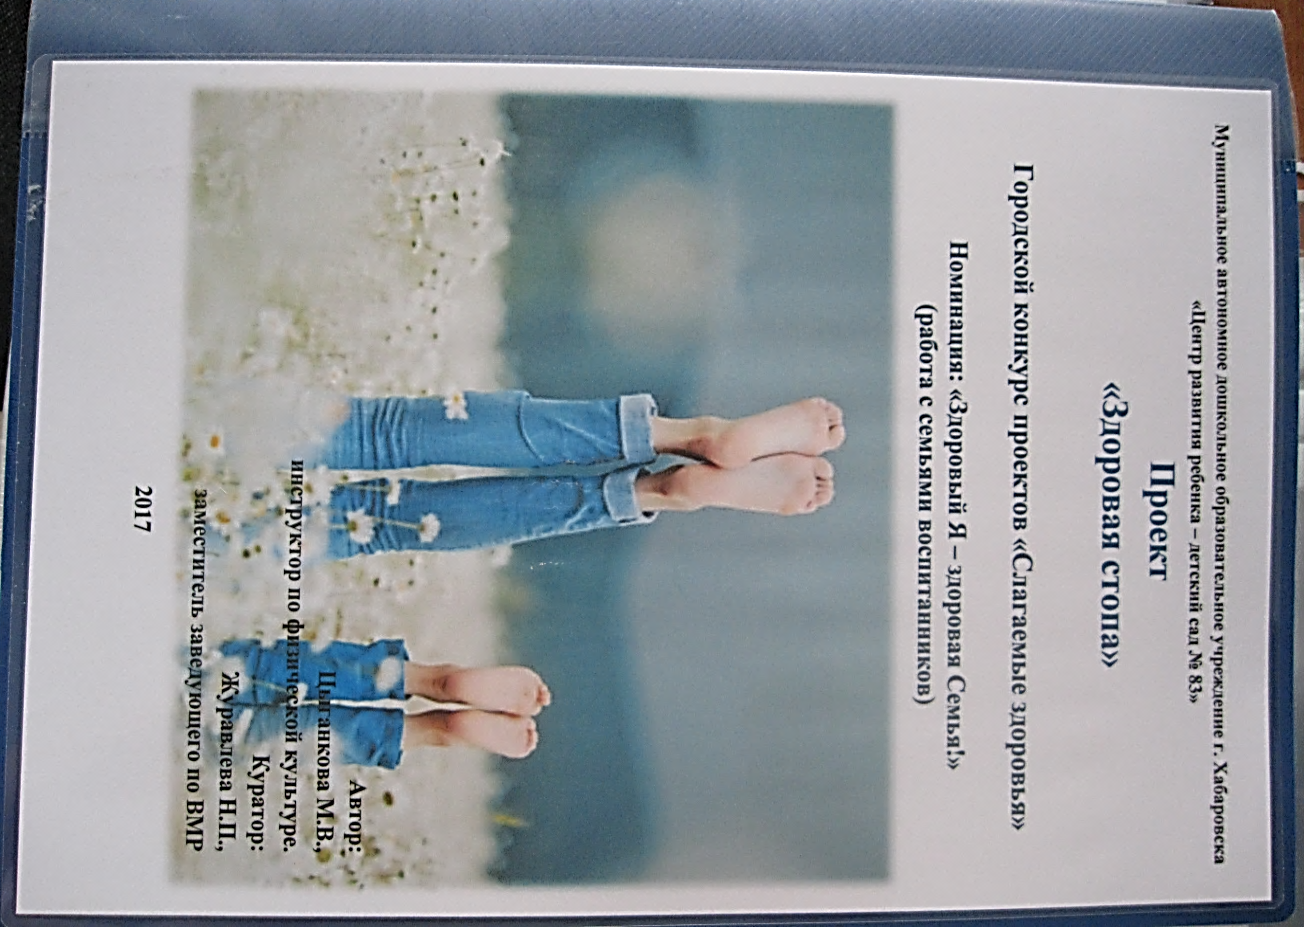 Муниципальное автономное дошкольное образовательное учреждение г. Хабаровска
«Центр развития ребенка – детский сад № 83»
Проект
«Здоровая стопа»
Городской конкурс проектов «Слагаемые здоровья»
Номинация: «Здоровый Я – здоровая Семья!»
(работа с семьями воспитанников)
Автор:
Цыганкова М.В.,
инструктор по физической культуре.
Куратор:
Журавлева Н.П.,
заместитель заведующего по ВМР
2017